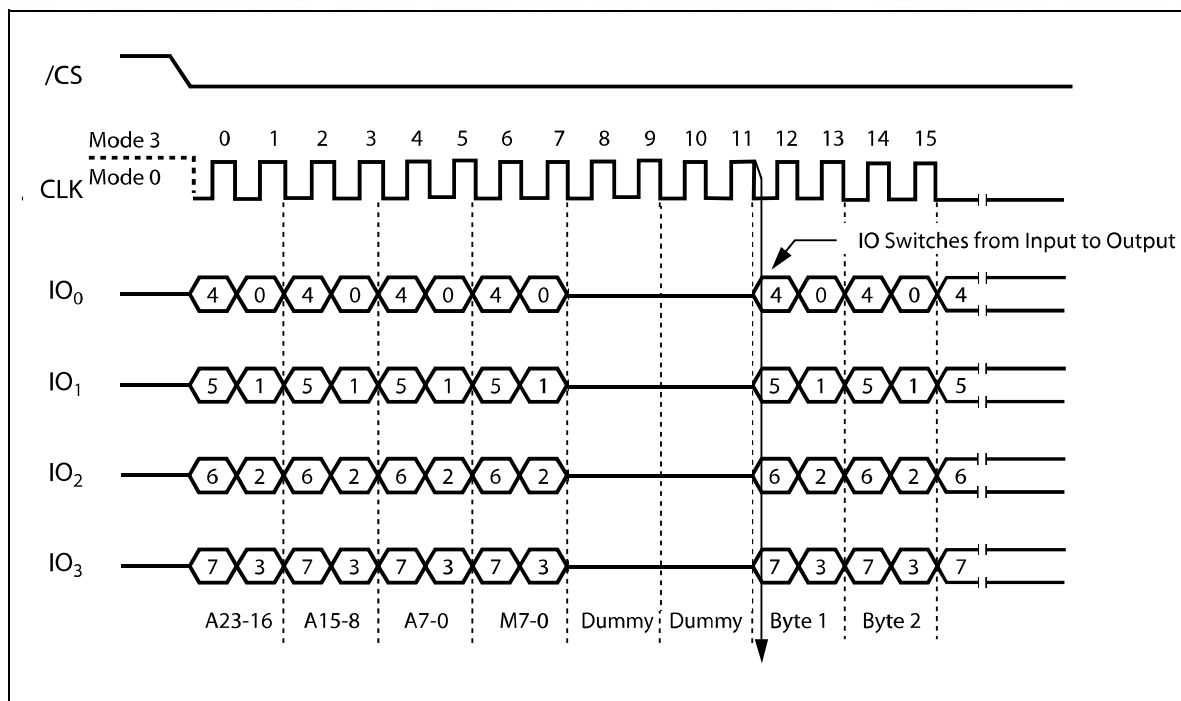 /CS
Mode 3
0 1 2 3 4 5 6 7 8 9 10 11 12 13 14 15
Mode 0
CLK
IO Switches from Input to Output
IO0
4 0 4 0 4 0 4 0 4 0 4 0 4
IO1
5 1 5 1 5 1 5 1 5 1 5 1 5
IO2
6 2 6 2 6 2 6 2 6 2 6 2 6
IO3
7 3 7 3 7 3 7 3 7 3 7 3 7
A23-16 A15-8 A7-0 M7-0 Dummy Dummy Byte 1 Byte 2